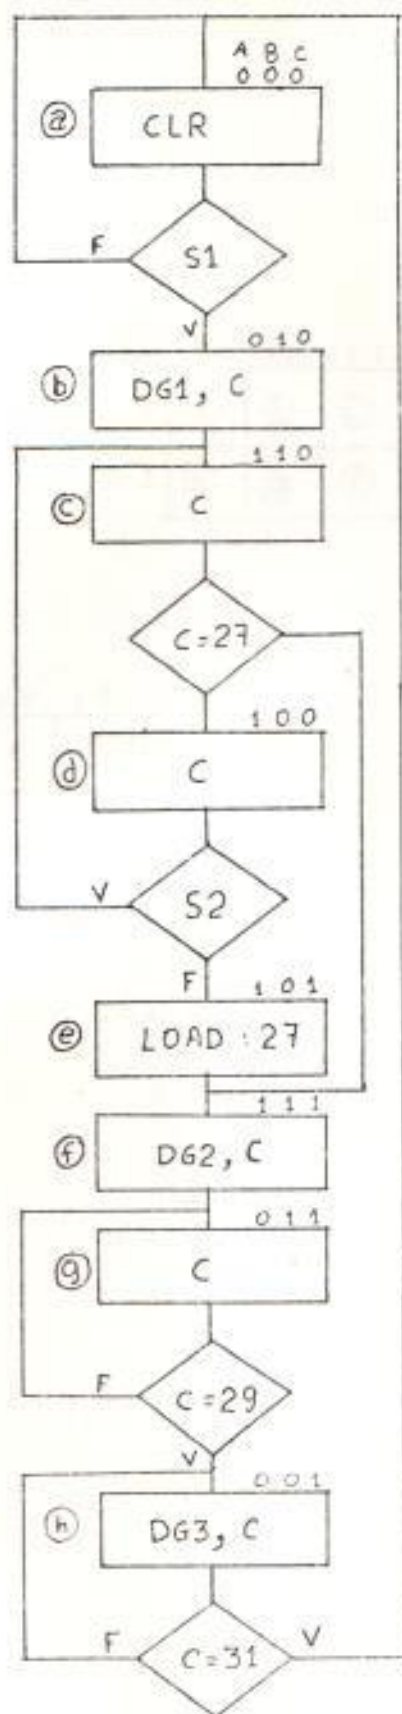 A B C
0 0 0
ⓐ CLR
F S1
V 0 1 0
ⓑ DG1, C
1 1 0
ⓒ C
C=27
1 0 0
ⓓ C
V S2
F 1 0 1
ⓔ LOAD : 27
1 1 1
ⓕ DG2, C
0 1 1
ⓖ C
F C=29
V
0 0 1
ⓗ DG3, C
F C=31 V